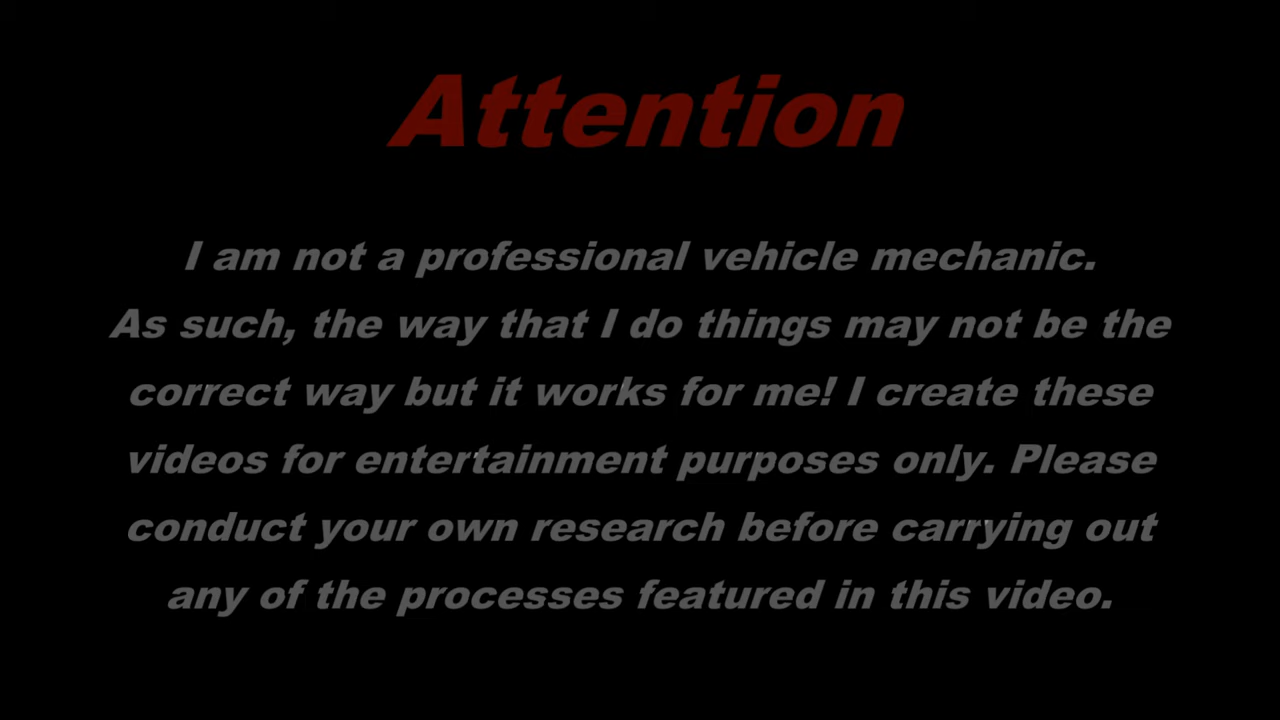 Attention
I am not a professional vehicle mechanic.
As such, the way that I do things may not be the
correct way but it works for me! I create these
videos for entertainment purposes only. Please
conduct your own research before carrying out
any of the processes featured in this video.